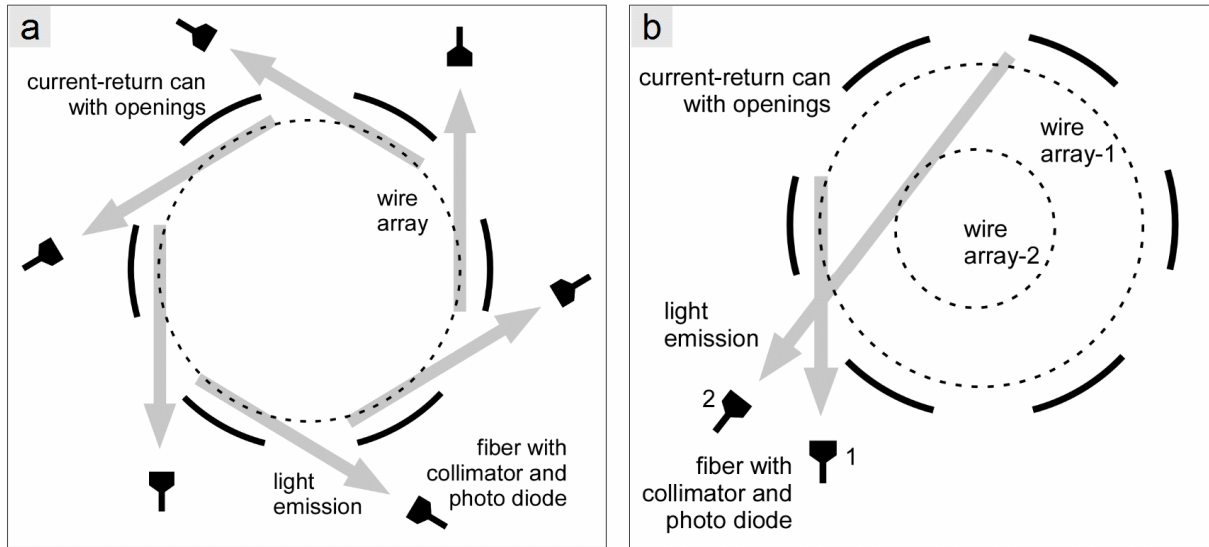 a
current-return can
with openings
wire
array
light
emission
fiber with
collimator and
photo diode
b
current-return can
with openings
wire
array-1
wire
array-2
light
emission
2
1
fiber with
collimator and
photo diode